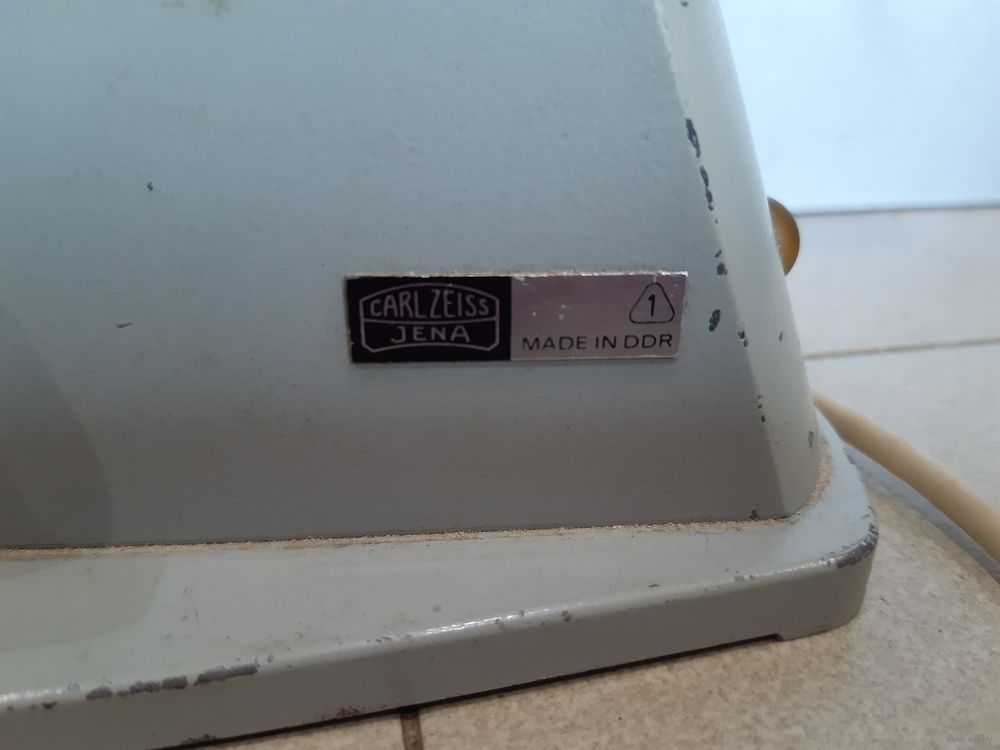 CARL ZEISS
JENA
1
MADE IN DDR